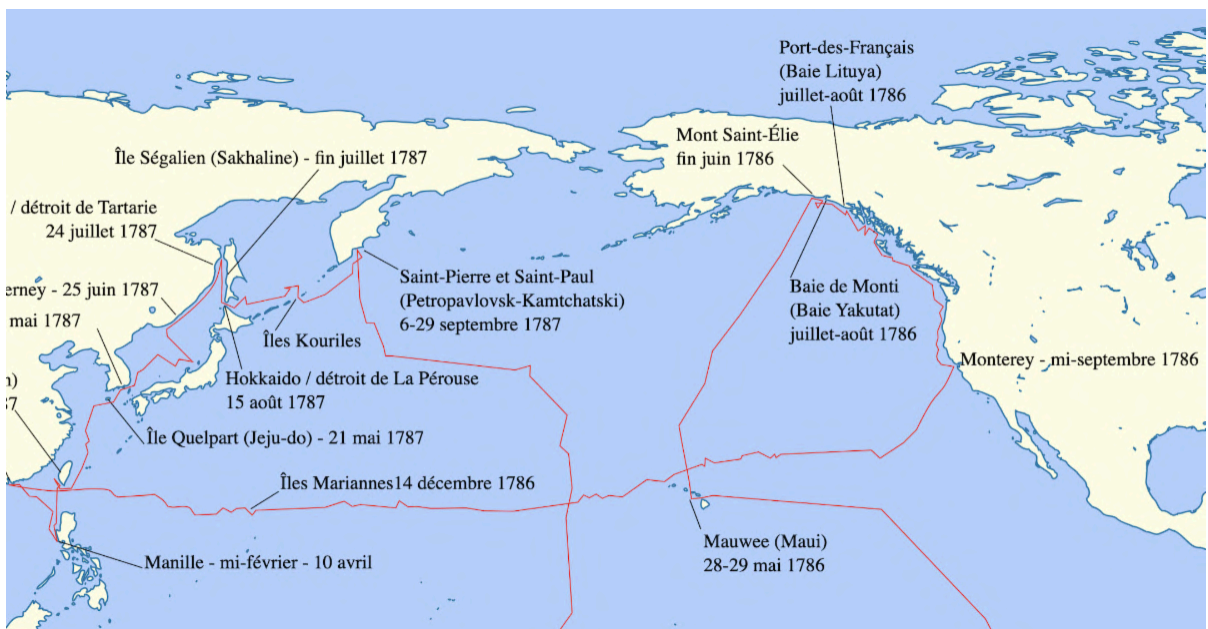 Port-des-Français
(Baie Lituya)
juillet-août 1786
Mont Saint-Élie
fin juin 1786
Île Ségalien (Sakhaline) - fin juillet 1787
/ détroit de Tartarie
24 juillet 1787
Saint-Pierre et Saint-Paul
(Petropavlovsk-Kamtchatski)
6-29 septembre 1787
Baie de Monti
(Baie Yakutat)
juillet-août 1786
erney - 25 juin 1787
mai 1787
Îles Kouriles
Monterey - mi-septembre 1786
Hokkaido / détroit de La Pérouse
15 août 1787
Île Quelpart (Jeju-do) - 21 mai 1787
Îles Mariannes14 décembre 1786
Mauwee (Maui)
28-29 mai 1786
Manille - mi-février - 10 avril